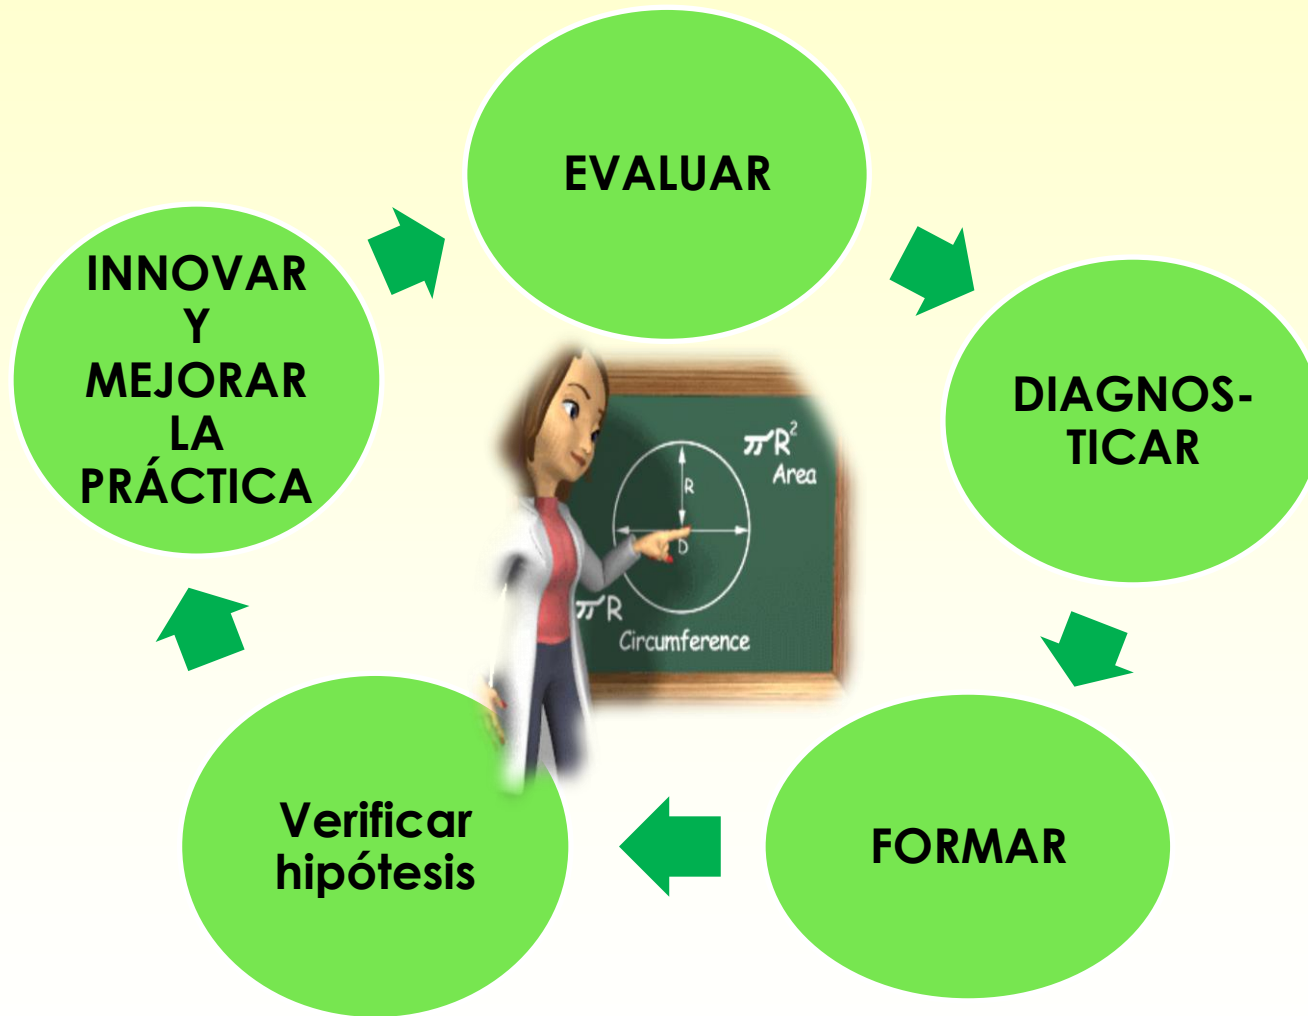 EVALUAR
DIAGNOS-
TICAR
FORMAR
Verificar
hipótesis
INNOVAR
Y
MEJORAR
LA
PRÁCTICA
πR²
Area
R
D
πR
Circumference